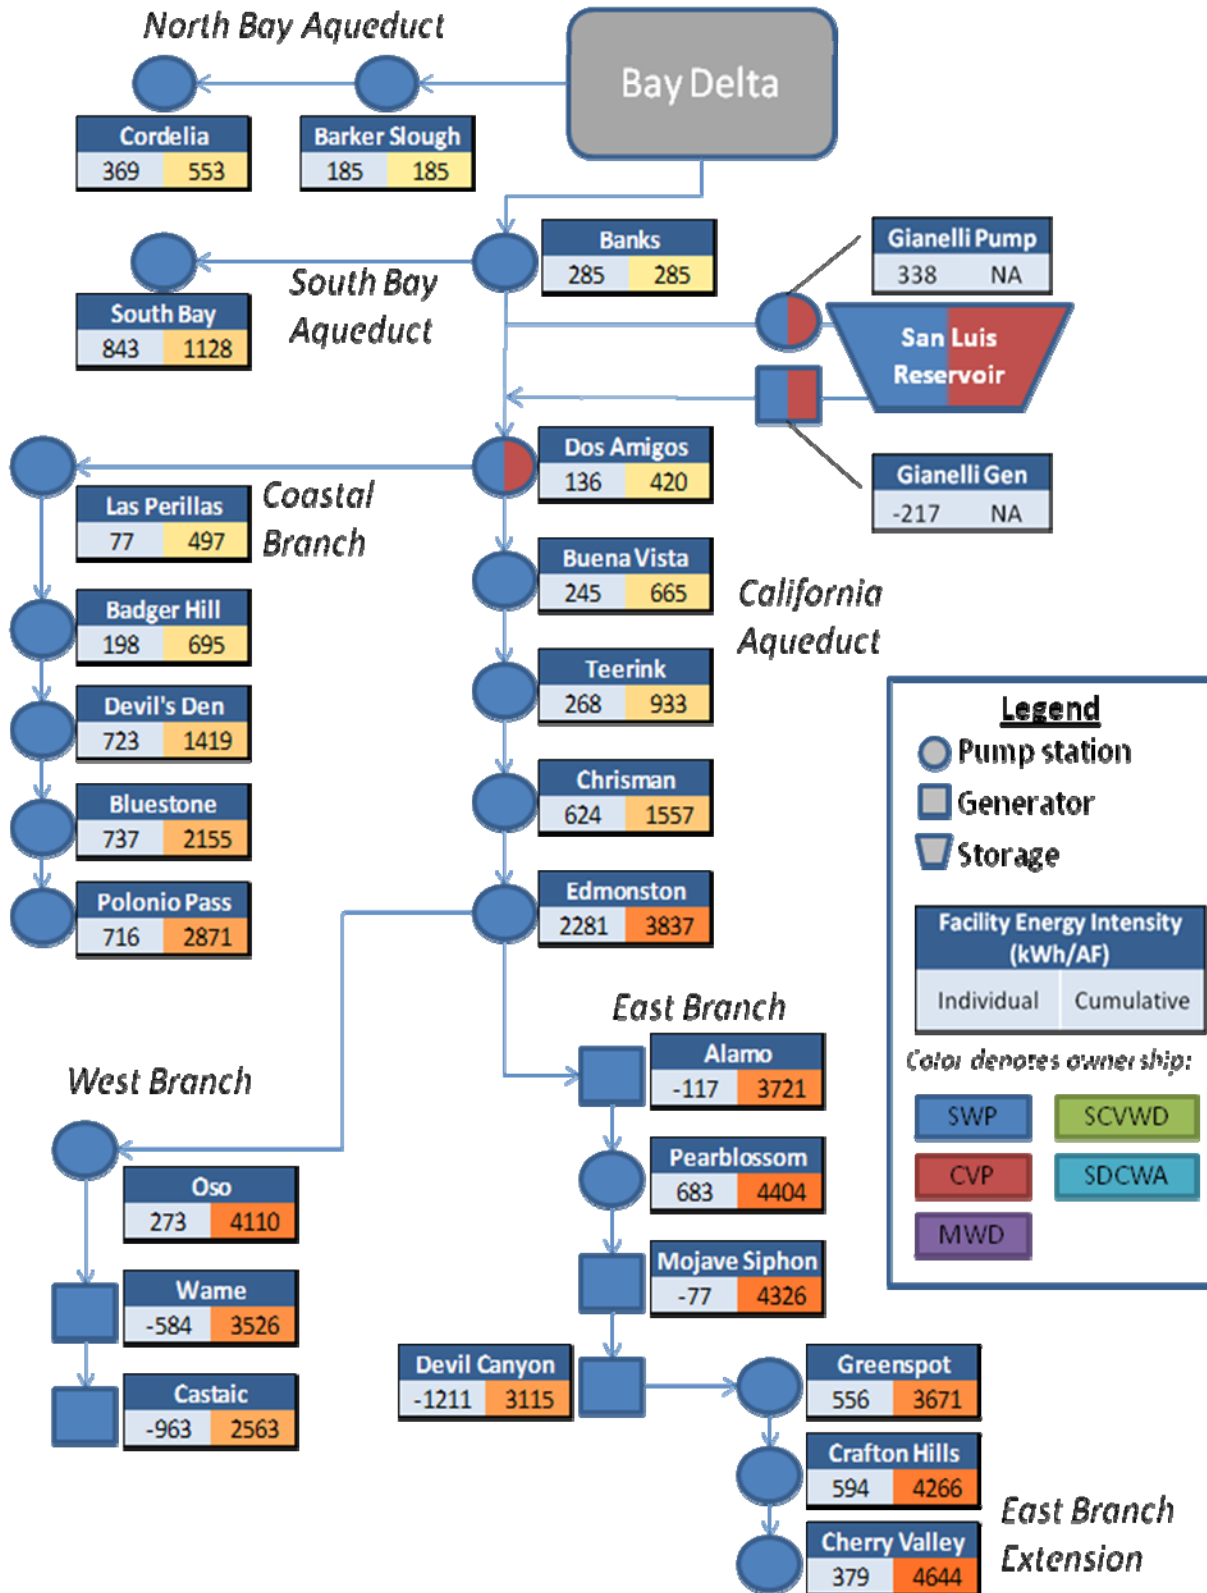 North Bay Aqueduct
Bay Delta
Cordelia
369 553
Barker Slough
185 185
Banks
285 285
Gianelli Pump
338 NA
South Bay
Aqueduct
South Bay
843 1128
San Luis
Reservoir
Dos Amigos
136 420
Gianelli Gen
-217 NA
Coastal
Branch
Las Perillas
77 497
Buena Vista
245 665
California
Aqueduct
Badger Hill
198 695
Teerink
268 933
Devil's Den
723 1419
Chrisman
624 1557
Bluestone
737 2155
Edmonston
2281 3837
Polonio Pass
716 2871
Legend
Pump station
Generator
Storage
Facility Energy Intensity
(kWh/AF)
Individual Cumulative
Color denotes ownership:
SWP SCVWD
CVP SDCWA
MWD
East Branch
Alamo
-117 3721
West Branch
Pearblossom
683 4404
Oso
273 4110
Mojave Siphon
-77 4326
Warne
-584 3526
Devil Canyon
-1211 3115
Greenspot
556 3671
Castaic
-963 2563
Crafton Hills
594 4266
East Branch
Extension
Cherry Valley
379 4644